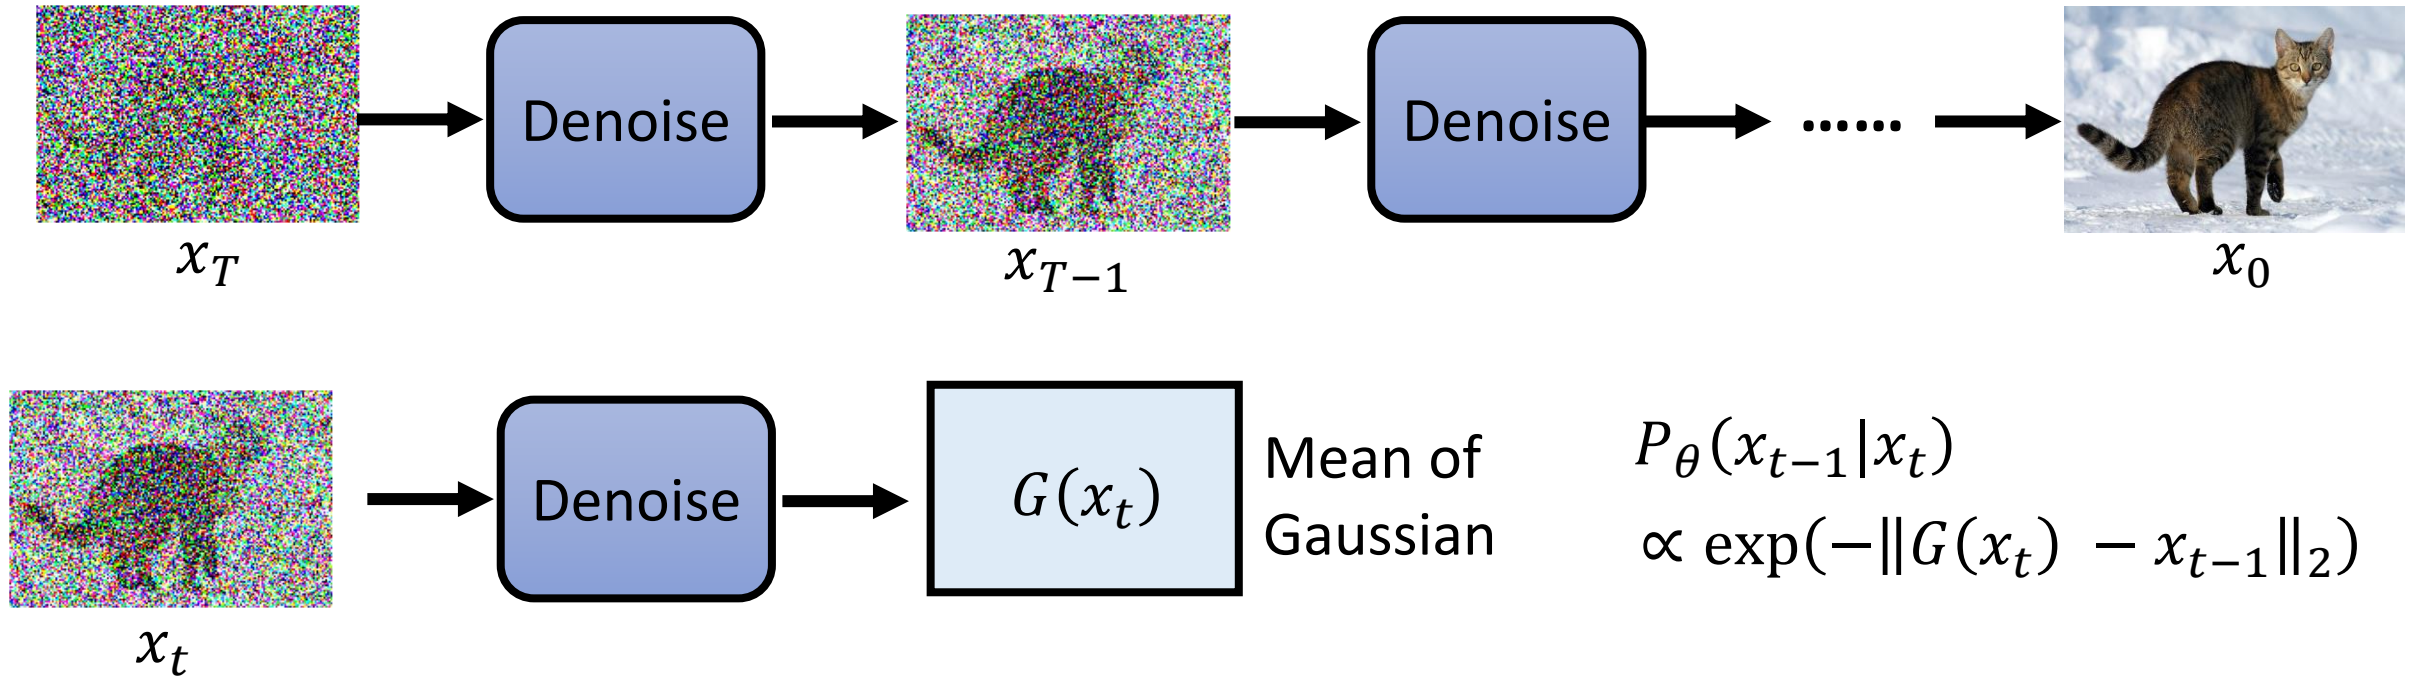 Denoise
Denoise
......
x_T
x_{T-1}
x_0
Denoise
G(x_t)
Mean of
Gaussian
P_θ(x_{t-1}|x_t)
∝ exp(-‖G(x_t) - x_{t-1}‖_2)
x_t